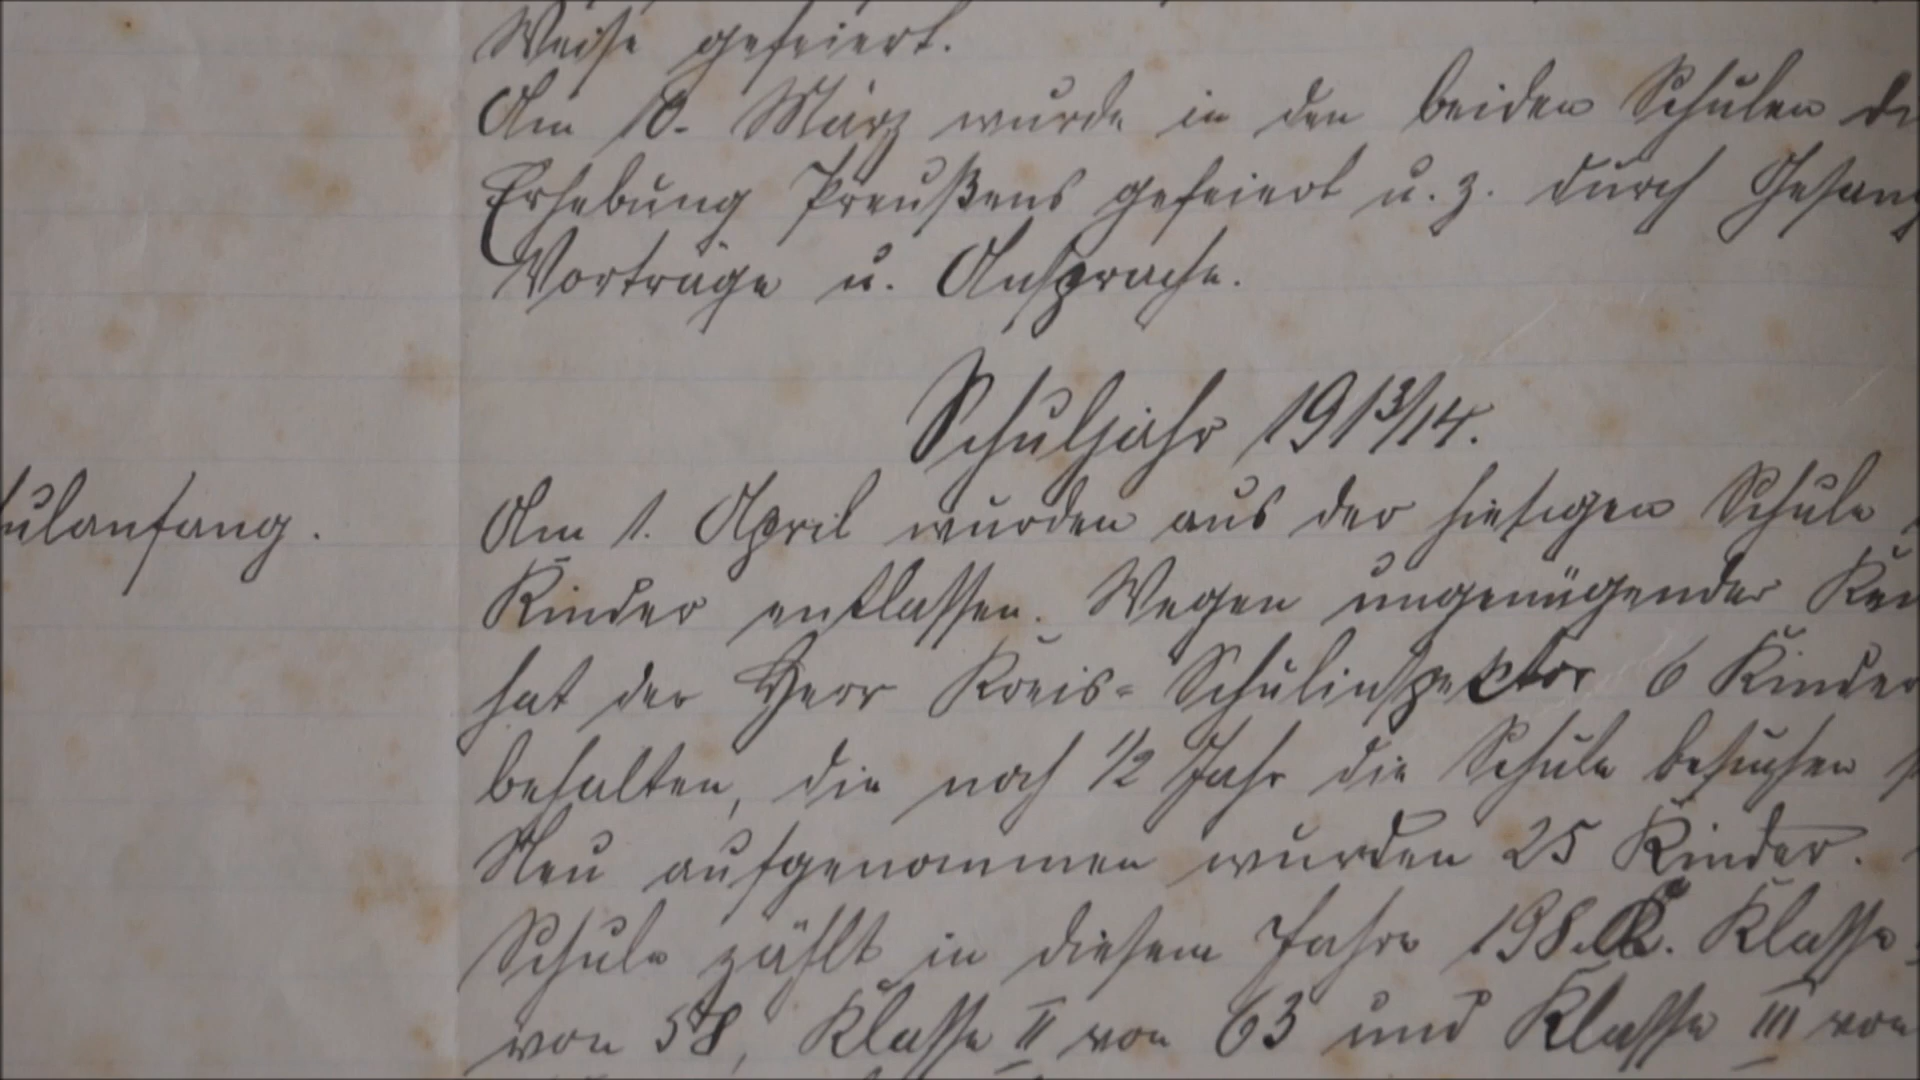 Weise gefeiert.
Am 10. März wurde in den beiden Schulen di
Erhebung Preußens gefeiert u. z. durch Gesang
Vorträge u. Ansprache.
Schuljahr 1913/14.
ulanfang.
Am 1. April wurden aus der hiesigen Schule
Kinder entlassen. Wegen ungenügender Ken
hat der Herr Kreis- Schulinspektor 6 Kinder
behalten, die noch 1/2 Jahr die Schule besuchen
Neu aufgenommen wurden 25 Kinder.
Schule zählt in diesem Jahre 198. Klasse
von 58, Klasse II von 63 und Klasse III von